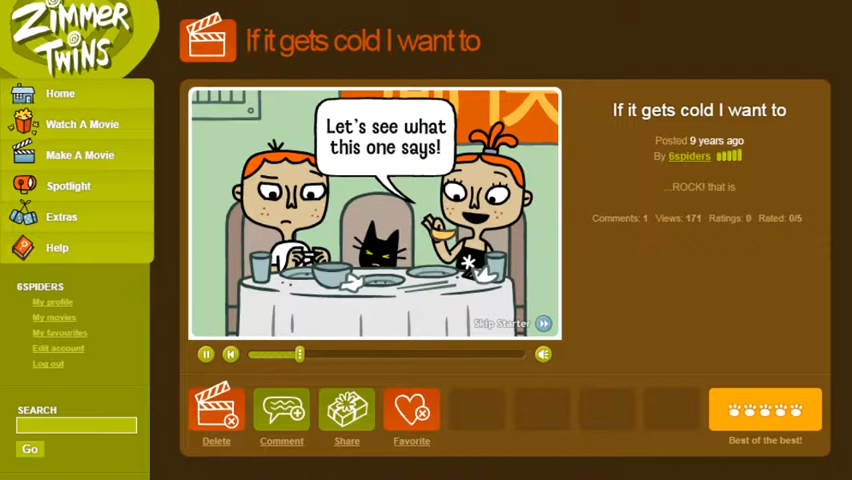 ZiMMER
TWiNS
If it gets cold I want to
Home
Watch A Movie
Make A Movie
Spotlight
Extras
Help
6SPIDERS
My profile
My movies
My favourites
Edit account
Log out
SEARCH
Go
Let's see what
this one says!
Skip Starter
If it gets cold I want to
Posted 9 years ago
By 6spiders
...ROCK! that is
Comments: 1 Views: 171 Ratings: 0 Rated: 0/5
Delete
Comment
Share
Favorite
Best of the best!